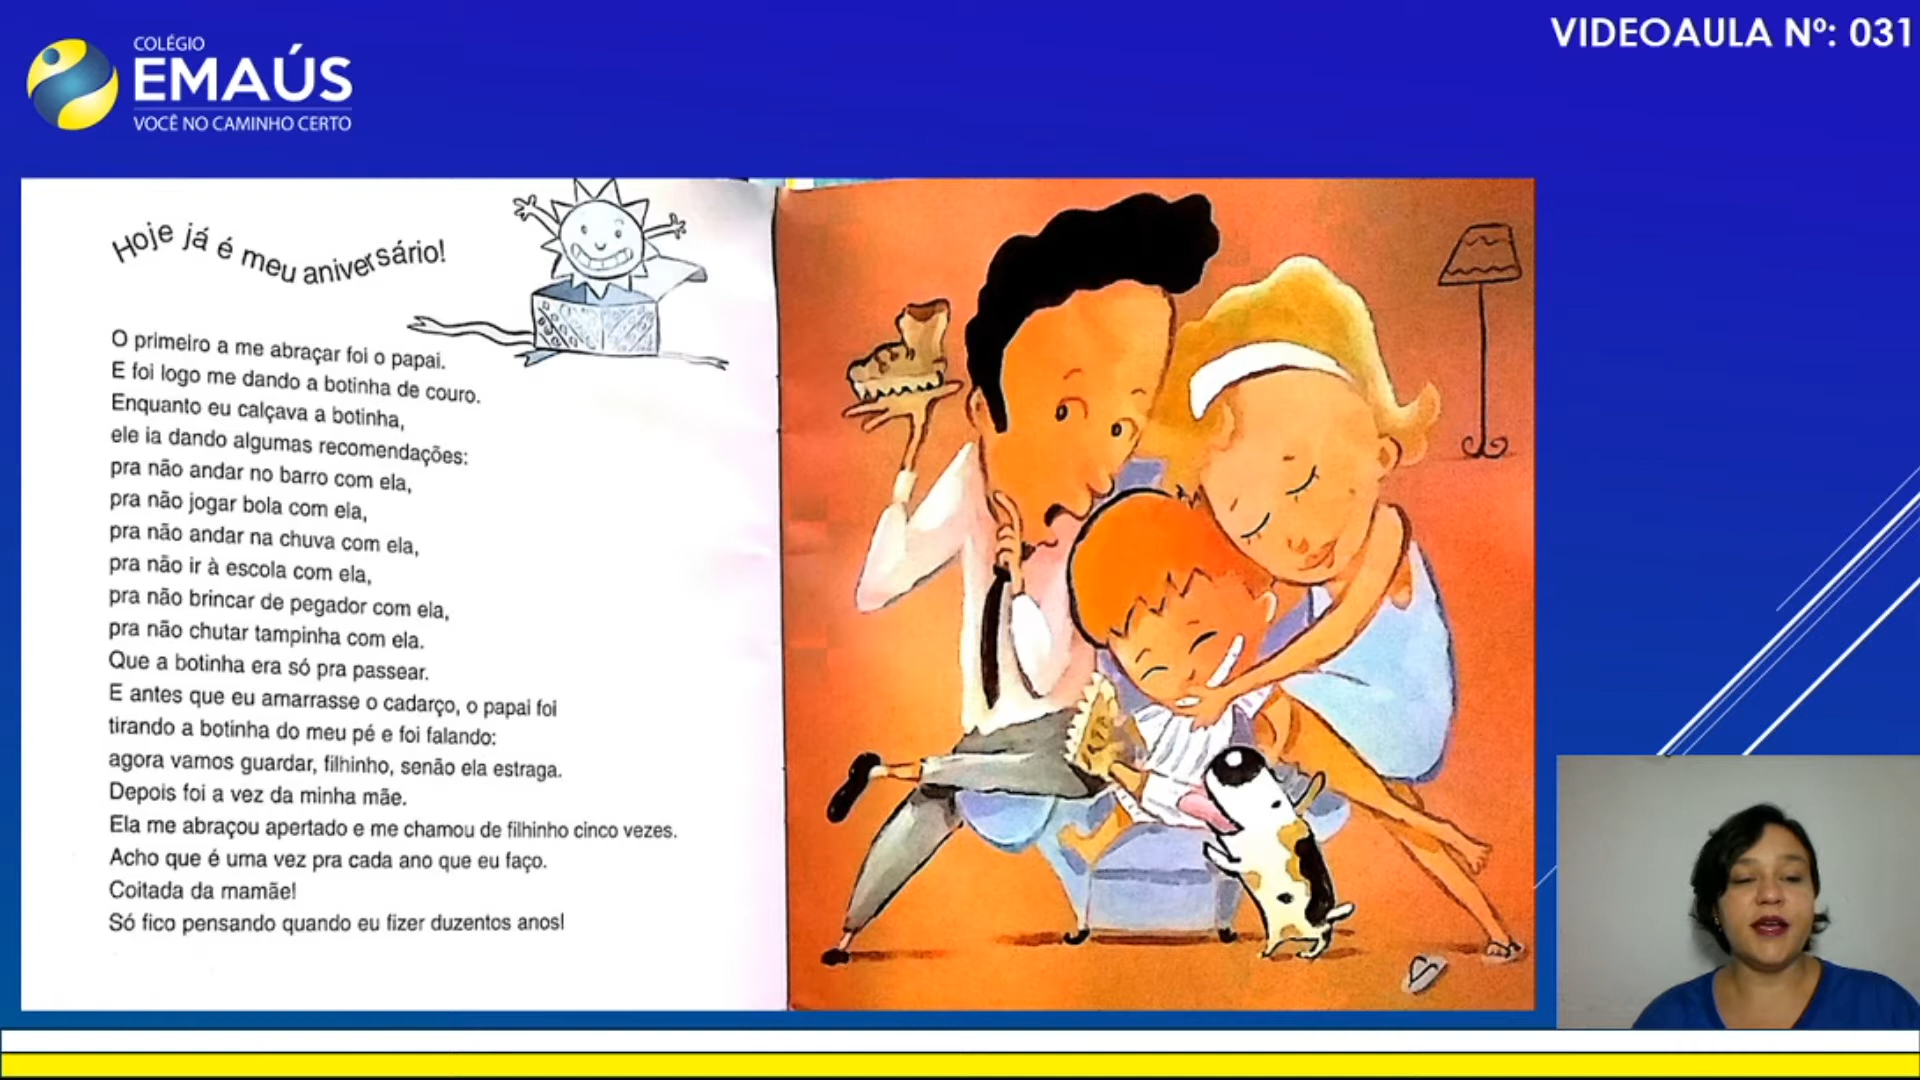 COLÉGIO
EMAÚS
VOCÊ NO CAMINHO CERTO
VIDEOAULA Nº: 031
Hoje já é meu aniversário!
O primeiro a me abraçar foi o papai.
E foi logo me dando a botinha de couro.
Enquanto eu calçava a botinha,
ele ia dando algumas recomendações:
pra não andar no barro com ela,
pra não jogar bola com ela,
pra não andar na chuva com ela,
pra não ir à escola com ela,
pra não brincar de pegador com ela,
pra não chutar tampinha com ela.
Que a botinha era só pra passear.
E antes que eu amarrasse o cadarço, o papai foi
tirando a botinha do meu pé e foi falando:
agora vamos guardar, filhinho, senão ela estraga.
Depois foi a vez da minha mãe.
Ela me abraçou apertado e me chamou de filhinho cinco vezes.
Acho que é uma vez pra cada ano que eu faço.
Coitada da mamãe!
Só fico pensando quando eu fizer duzentos anos!